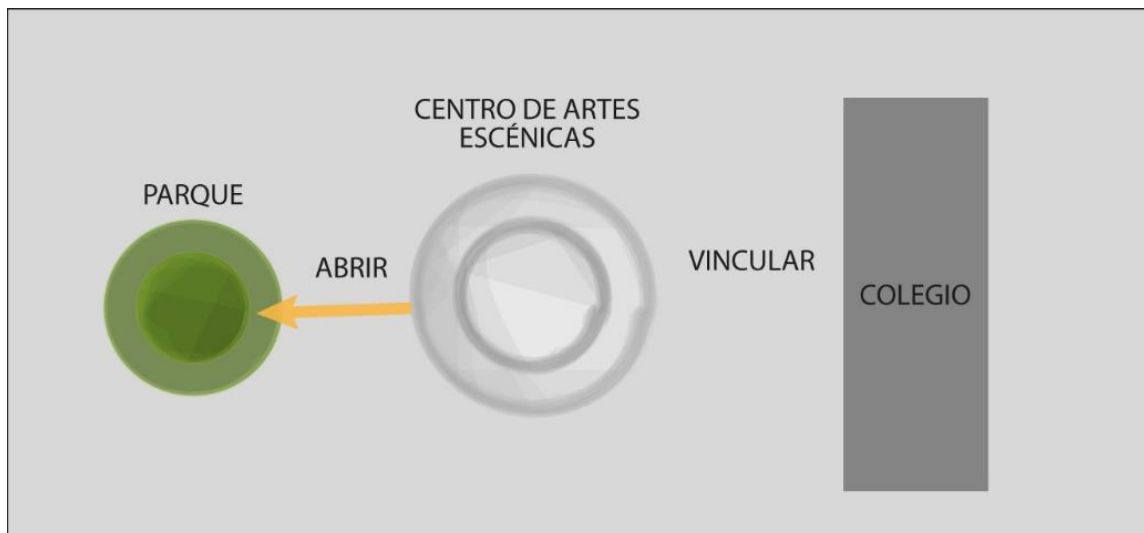 CENTRO DE ARTES
ESCÉNICAS
PARQUE
ABRIR
VINCULAR
COLEGIO